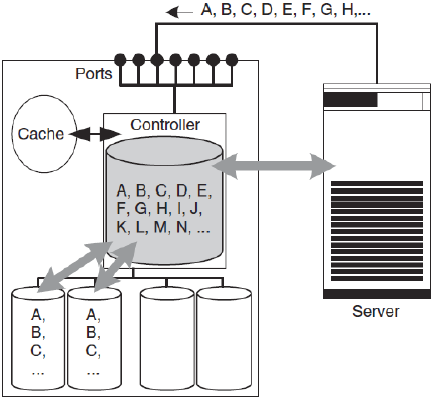 A, B, C, D, E, F, G, H,...
Ports
Controller
Cache
A, B, C, D, E,
F, G, H, I, J,
K, L, M, N, ...
Server
A,
B,
C,
...
A,
B,
C,
...